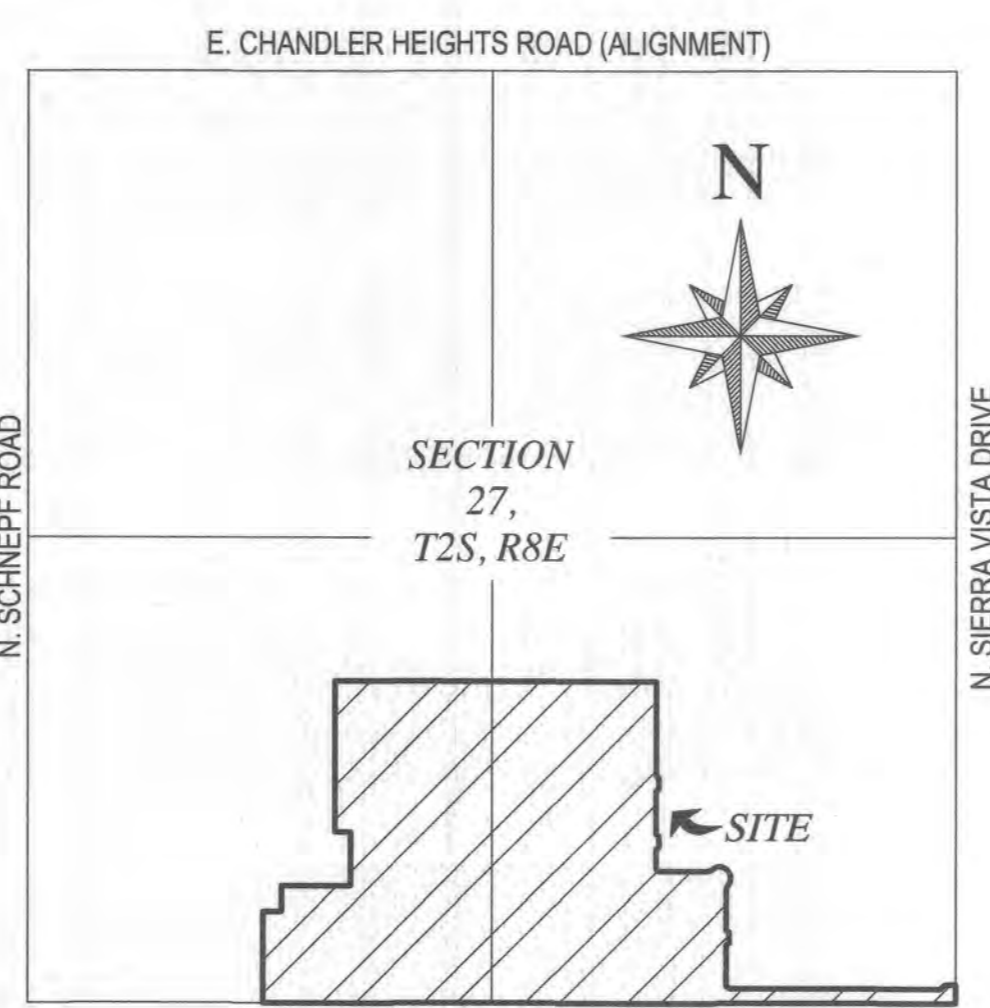 E. CHANDLER HEIGHTS ROAD (ALIGNMENT)
N
N. SCHNEPF ROAD
SECTION
27,
T2S, R8E
N. SIERRA VISTA DRIVE
SITE